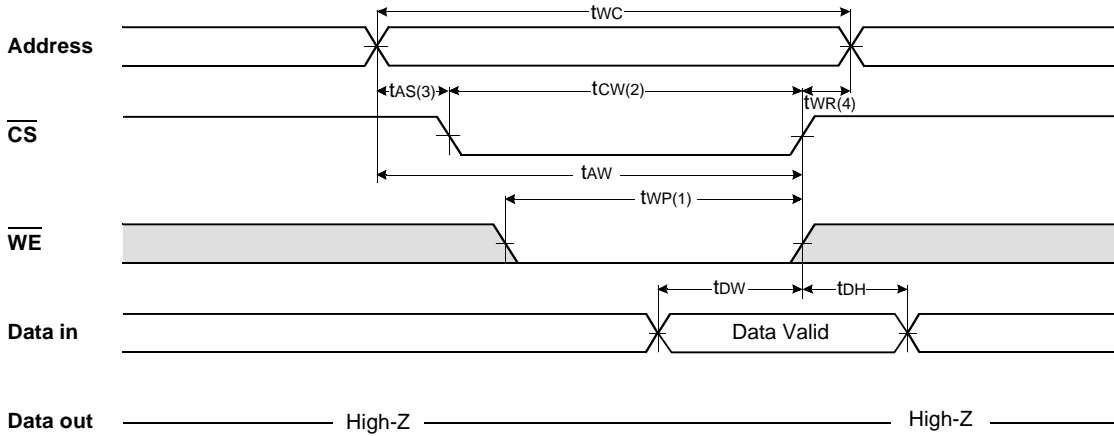 tWC
Address
tAS(3) tCW(2) tWR(4)
CS
tAW
tWP(1)
WE
tDW tDH
Data in Data Valid
Data out High-Z High-Z